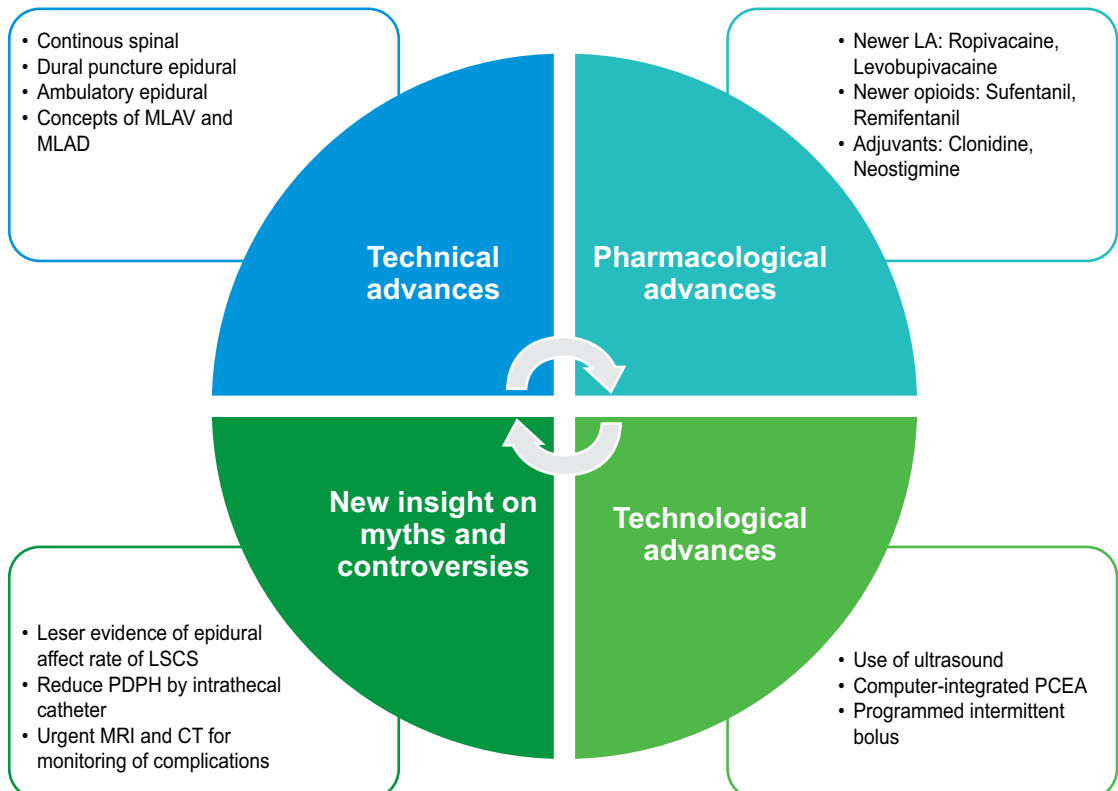 • Continous spinal
• Dural puncture epidural
• Ambulatory epidural
• Concepts of MLAV and
MLAD
• Newer LA: Ropivacaine,
Levobupivacaine
• Newer opioids: Sufentanil,
Remifentanil
• Adjuvants: Clonidine,
Neostigmine
Technical
advances
Pharmacological
advances
New insight on
myths and
controversies
Technological
advances
• Leser evidence of epidural
affect rate of LSCS
• Reduce PDPH by intrathecal
catheter
• Urgent MRI and CT for
monitoring of complications
• Use of ultrasound
• Computer-integrated PCEA
• Programmed intermittent
bolus